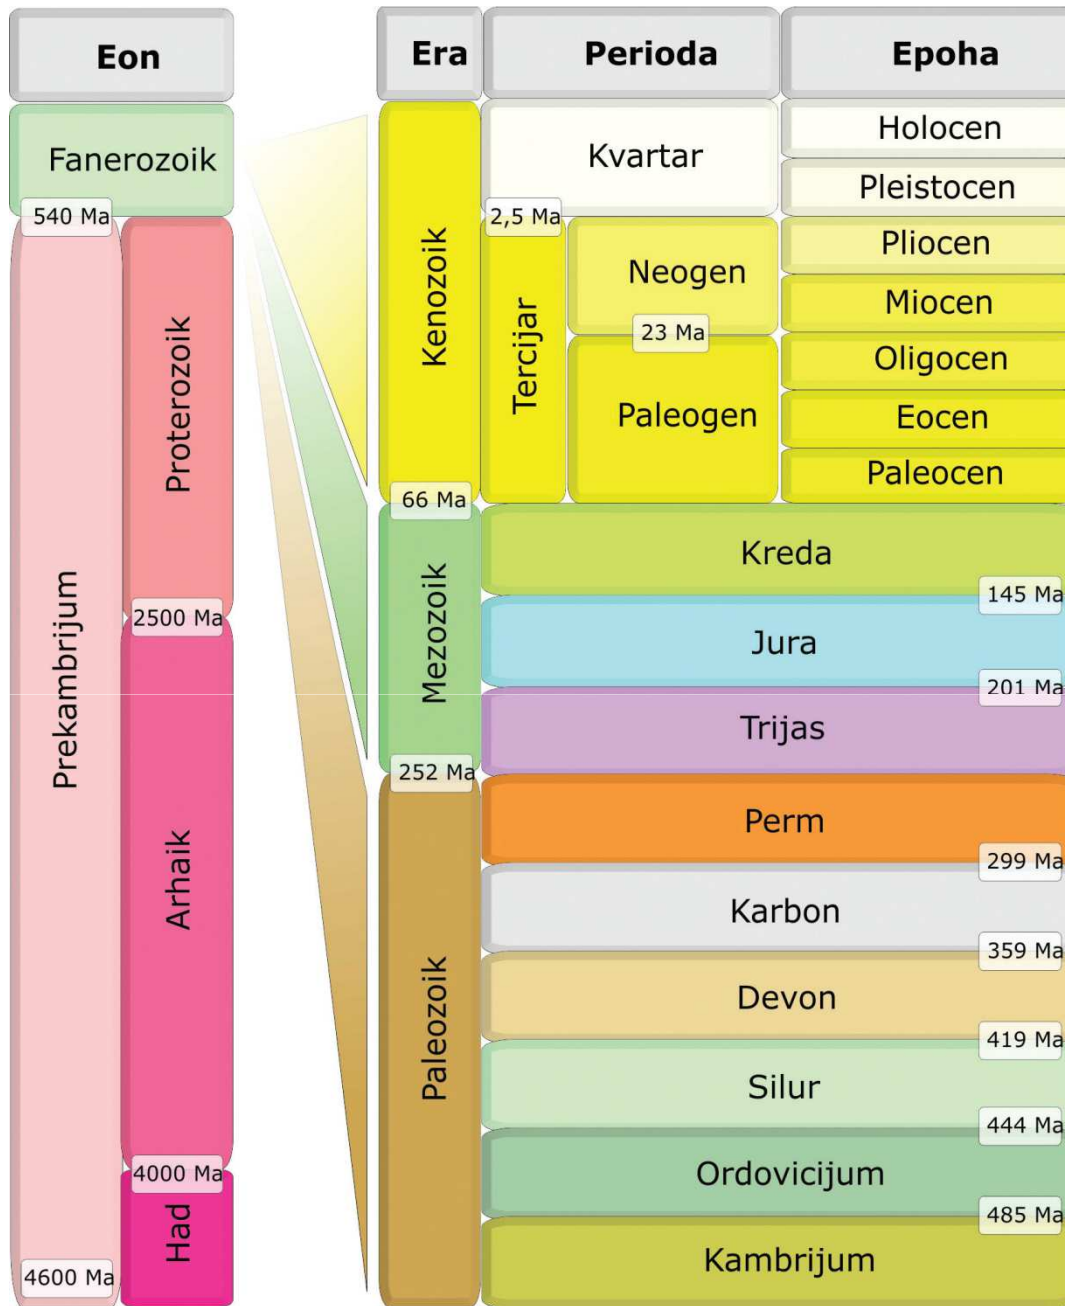 Eon
Fanerozoik
540 Ma
Prekambrijum
Proterozoik
2500 Ma
Arhaik
4000 Ma
Had
4600 Ma
Era
Perioda
Epoha
Kenozoik
Kvartar
Holocen
Pleistocen
2,5 Ma
Tercijar
Neogen
Pliocen
Miocen
23 Ma
Paleogen
Oligocen
Eocen
Paleocen
66 Ma
Mezozoik
Kreda
145 Ma
Jura
201 Ma
Trijas
252 Ma
Paleozoik
Perm
299 Ma
Karbon
359 Ma
Devon
419 Ma
Silur
444 Ma
Ordovicijum
485 Ma
Kambrijum